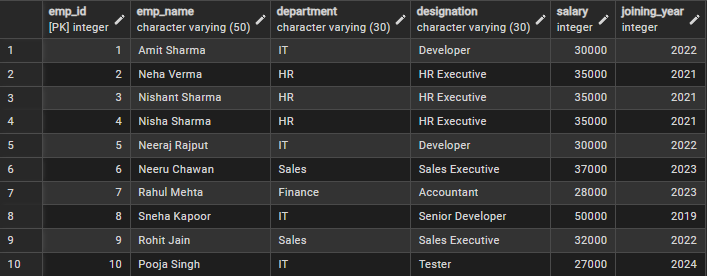 emp_id emp_name department designation salary joining_year
[PK] integer character varying (50) character varying (30) character varying (30) integer integer
1 1 Amit Sharma IT Developer 30000 2022
2 2 Neha Verma HR HR Executive 35000 2021
3 3 Nishant Sharma HR HR Executive 35000 2021
4 4 Nisha Sharma HR HR Executive 35000 2021
5 5 Neeraj Rajput IT Developer 30000 2022
6 6 Neeru Chawan Sales Sales Executive 37000 2023
7 7 Rahul Mehta Finance Accountant 28000 2023
8 8 Sneha Kapoor IT Senior Developer 50000 2019
9 9 Rohit Jain Sales Sales Executive 32000 2022
10 10 Pooja Singh IT Tester 27000 2024